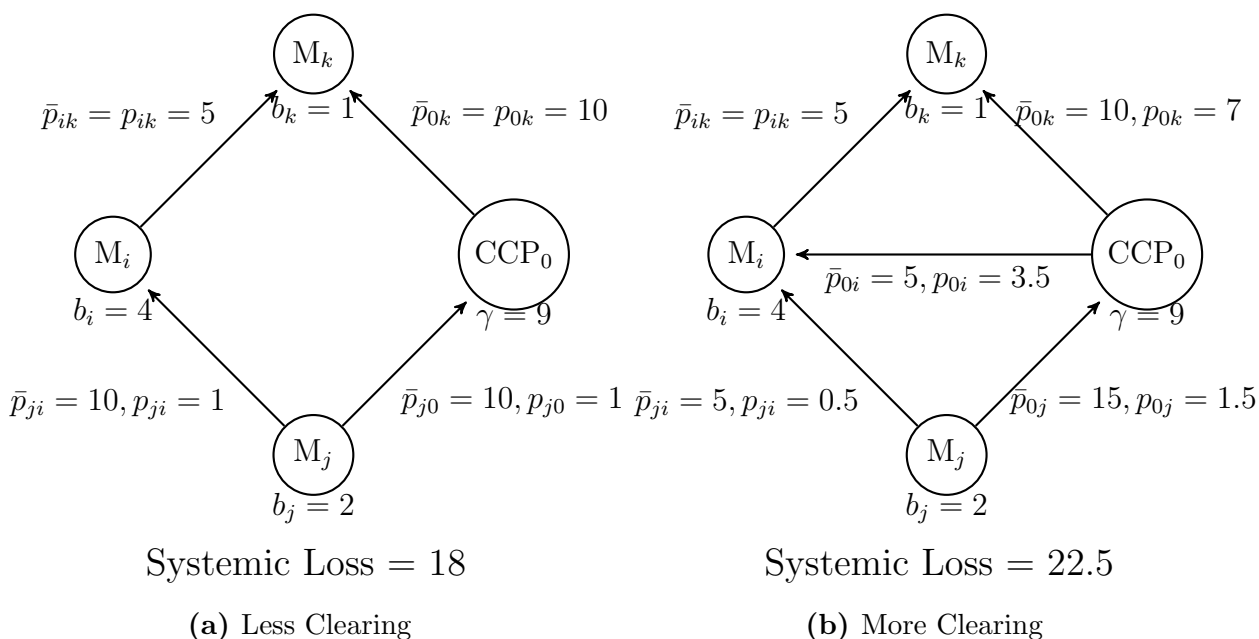 M_k
b_k = 1
p̄_ik = p_ik = 5
p̄_0k = p_0k = 10
M_i
b_i = 4
CCP_0
γ = 9
p̄_ji = 10, p_ji = 1
p̄_j0 = 10, p_j0 = 1
M_j
b_j = 2
Systemic Loss = 18
(a) Less Clearing
M_k
b_k = 1
p̄_ik = p_ik = 5
p̄_0k = 10, p_0k = 7
M_i
b_i = 4
CCP_0
γ = 9
p̄_0i = 5, p_0i = 3.5
p̄_ji = 5, p_ji = 0.5
p̄_0j = 15, p_0j = 1.5
M_j
b_j = 2
Systemic Loss = 22.5
(b) More Clearing